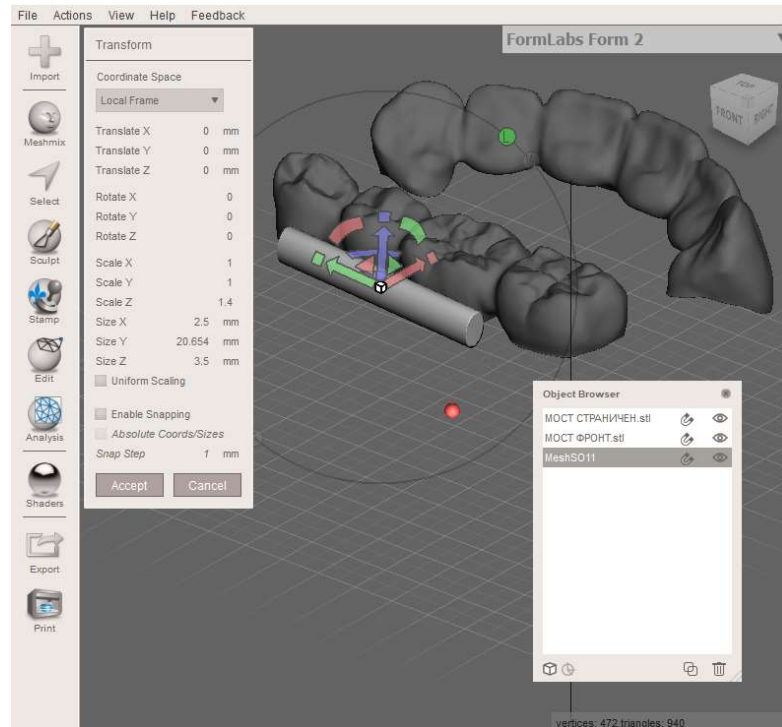 File Actions View Help Feedback
Import
Meshmix
Select
Sculpt
Stamp
Edit
Analysis
Shaders
Export
Print
Transform
Coordinate Space
Local Frame
Translate X 0 mm
Translate Y 0 mm
Translate Z 0 mm
Rotate X 0
Rotate Y 0
Rotate Z 0
Scale X 1
Scale Y 1
Scale Z 1.4
Size X 2.5 mm
Size Y 20.654 mm
Size Z 3.5 mm
Uniform Scaling
Enable Snapping
Absolute Coords/Sizes
Snap Step 1 mm
Accept Cancel
FormLabs Form 2
TOP
FRONT RIGHT
L
Object Browser
МОСТ СТРАНИЧЕН.stl
МОСТ ФРОНТ.stl
MeshSO11
vertices: 472 triangles: 940